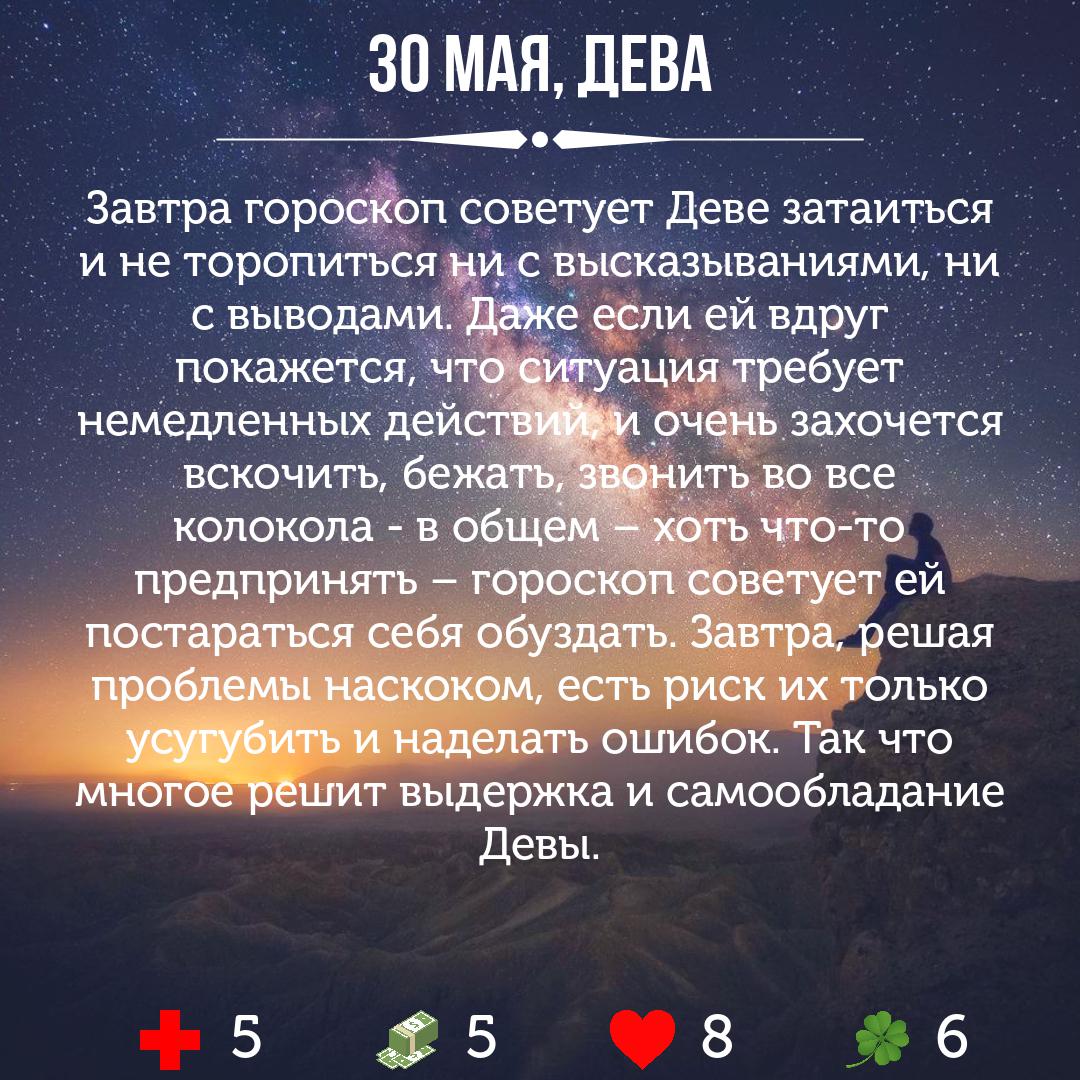 30 МАЯ, ДЕВА
Завтра гороскоп советует Деве затаиться
и не торопиться ни с высказываниями, ни
с выводами. Даже если ей вдруг
покажется, что ситуация требует
немедленных действий, и очень захочется
вскочить, бежать, звонить во все
колокола - в общем – хоть что-то
предпринять – гороскоп советует ей
постараться себя обуздать. Завтра, решая
проблемы наскоком, есть риск их только
усугубить и наделать ошибок. Так что
многое решит выдержка и самообладание
Девы.
5 5 8 6